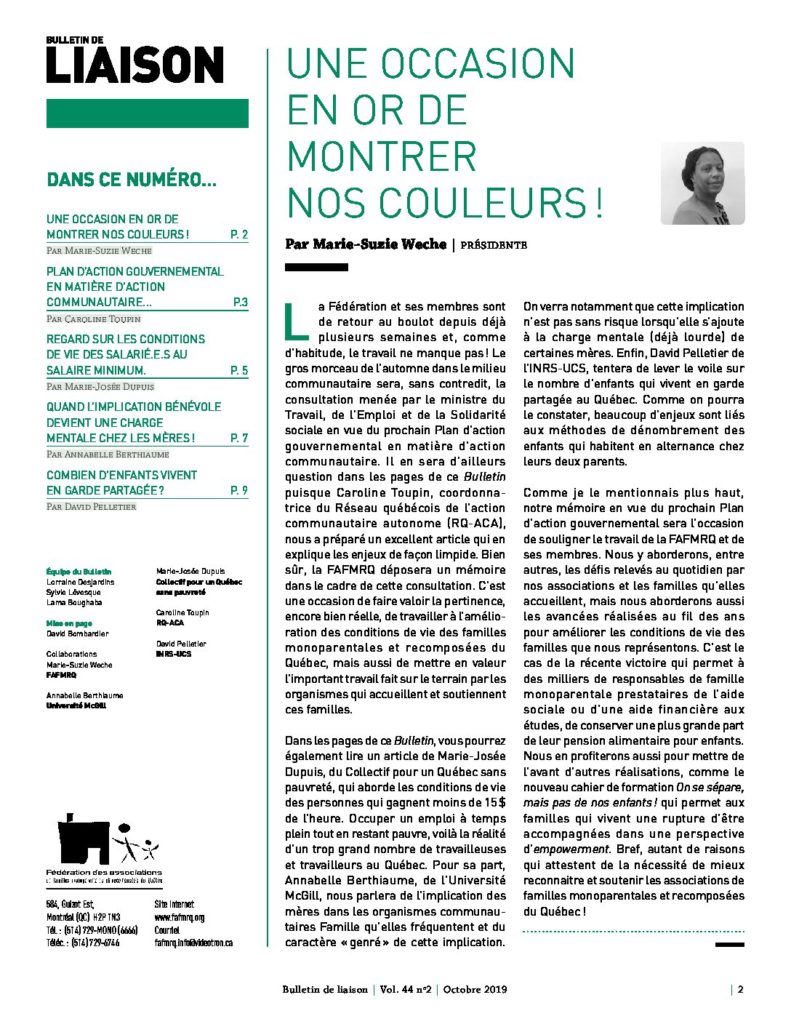 BULLETIN DE
LIAISON
DANS CE NUMÉRO...
UNE OCCASION EN OR DE
MONTRER NOS COULEURS ! P. 2
Par Marie-Suzie Weche
PLAN D'ACTION GOUVERNEMENTAL
EN MATIÈRE D'ACTION
COMMUNAUTAIRE... P.3
Par Caroline Toupin
REGARD SUR LES CONDITIONS
DE VIE DES SALARIÉ.E.S AU
SALAIRE MINIMUM. P. 5
Par Marie-Josée Dupuis
QUAND L'IMPLICATION BÉNÉVOLE
DEVIENT UNE CHARGE
MENTALE CHEZ LES MÈRES ! P. 7
Par Annabelle Berthiaume
COMBIEN D'ENFANTS VIVENT
EN GARDE PARTAGÉE ? P. 9
Par David Pelletier
Équipe du Bulletin
Lorraine Desjardins
Sylvie Lévesque
Lama Boughaba
Mise en page
David Bombardier
Collaborations
Marie-Suzie Weche
FAFMRQ
Annabelle Berthiaume
Université McGill
Marie-Josée Dupuis
Collectif pour un Québec
sans pauvreté
Caroline Toupin
RQ-ACA
David Pelletier
INRS-UCS
Fédération des associations
de familles monoparentales et recomposées du Québec
584, Guizot Est,
Montréal (QC) H2P 1N3
Tél. : (514) 729-MONO (6666)
Téléc. : (514) 729-6746
Site Internet
www.fafmrq.org
Courriel
fafmrq.info@videotron.ca
UNE OCCASION
EN OR DE
MONTRER
NOS COULEURS !
Par Marie-Suzie Weche | PRÉSIDENTE
La Fédération et ses membres sont
de retour au boulot depuis déjà
plusieurs semaines et, comme
d'habitude, le travail ne manque pas ! Le
gros morceau de l'automne dans le milieu
communautaire sera, sans contredit, la
consultation menée par le ministre du
Travail, de l'Emploi et de la Solidarité
sociale en vue du prochain Plan d'action
gouvernemental en matière d'action
communautaire. Il en sera d'ailleurs
question dans les pages de ce Bulletin
puisque Caroline Toupin, coordonna-
trice du Réseau québécois de l'action
communautaire autonome (RQ-ACA),
nous a préparé un excellent article qui en
explique les enjeux de façon limpide. Bien
sûr, la FAFMRQ déposera un mémoire
dans le cadre de cette consultation. C'est
une occasion de faire valoir la pertinence,
encore bien réelle, de travailler à l'amélio-
ration des conditions de vie des familles
monoparentales et recomposées du
Québec, mais aussi de mettre en valeur
l'important travail fait sur le terrain par les
organismes qui accueillent et soutiennent
ces familles.
Dans les pages de ce Bulletin, vous pourrez
également lire un article de Marie-Josée
Dupuis, du Collectif pour un Québec sans
pauvreté, qui aborde les conditions de vie
des personnes qui gagnent moins de 15 $
de l'heure. Occuper un emploi à temps
plein tout en restant pauvre, voilà la réalité
d'un trop grand nombre de travailleuses
et travailleurs au Québec. Pour sa part,
Annabelle Berthiaume, de l'Université
McGill, nous parlera de l'implication des
mères dans les organismes communau-
taires Famille qu'elles fréquentent et du
caractère « genré » de cette implication.
On verra notamment que cette implication
n'est pas sans risque lorsqu'elle s'ajoute
à la charge mentale (déjà lourde) de
certaines mères. Enfin, David Pelletier de
l'INRS-UCS, tentera de lever le voile sur
le nombre d'enfants qui vivent en garde
partagée au Québec. Comme on pourra
le constater, beaucoup d'enjeux sont liés
aux méthodes de dénombrement des
enfants qui habitent en alternance chez
leurs deux parents.
Comme je le mentionnais plus haut,
notre mémoire en vue du prochain Plan
d'action gouvernemental sera l'occasion
de souligner le travail de la FAFMRQ et de
ses membres. Nous y aborderons, entre
autres, les défis relevés au quotidien par
nos associations et les familles qu'elles
accueillent, mais nous aborderons aussi
les avancées réalisées au fil des ans
pour améliorer les conditions de vie des
familles que nous représentons. C'est le
cas de la récente victoire qui permet à
des milliers de responsables de famille
monoparentale prestataires de l'aide
sociale ou d'une aide financière aux
études, de conserver une plus grande part
de leur pension alimentaire pour enfants.
Nous en profiterons aussi pour mettre de
l'avant d'autres réalisations, comme le
nouveau cahier de formation On se sépare,
mais pas de nos enfants ! qui permet aux
familles qui vivent une rupture d'être
accompagnées dans une perspective
d'empowerment. Bref, autant de raisons
qui attestent de la nécessité de mieux
reconnaitre et soutenir les associations de
familles monoparentales et recomposées
du Québec !
Bulletin de liaison | Vol. 44 nº2 | Octobre 2019 | 2